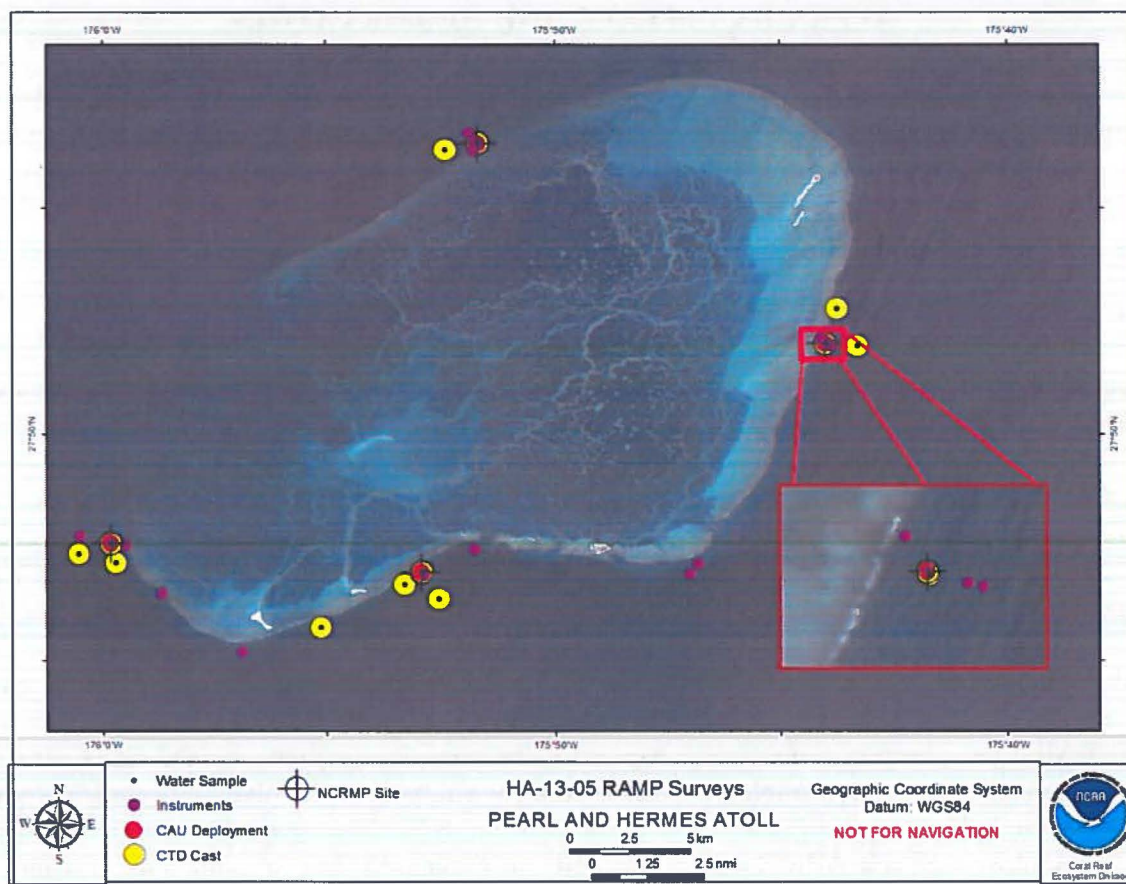 176°0'W 175°50'W 175°40'W
27°50'N 27°50'N
176°0'W 175°50'W 175°40'W
N
W E
S
Water Sample
Instruments
CAU Deployment
CTD Cast
NCRMP Site
HA-13-05 RAMP Surveys
PEARL AND HERMES ATOLL
0 2.5 5 km
0 1.25 2.5 nmi
Geographic Coordinate System
Datum: WGS84
NOT FOR NAVIGATION
NOAA
Coral Reef
Ecosystem Division